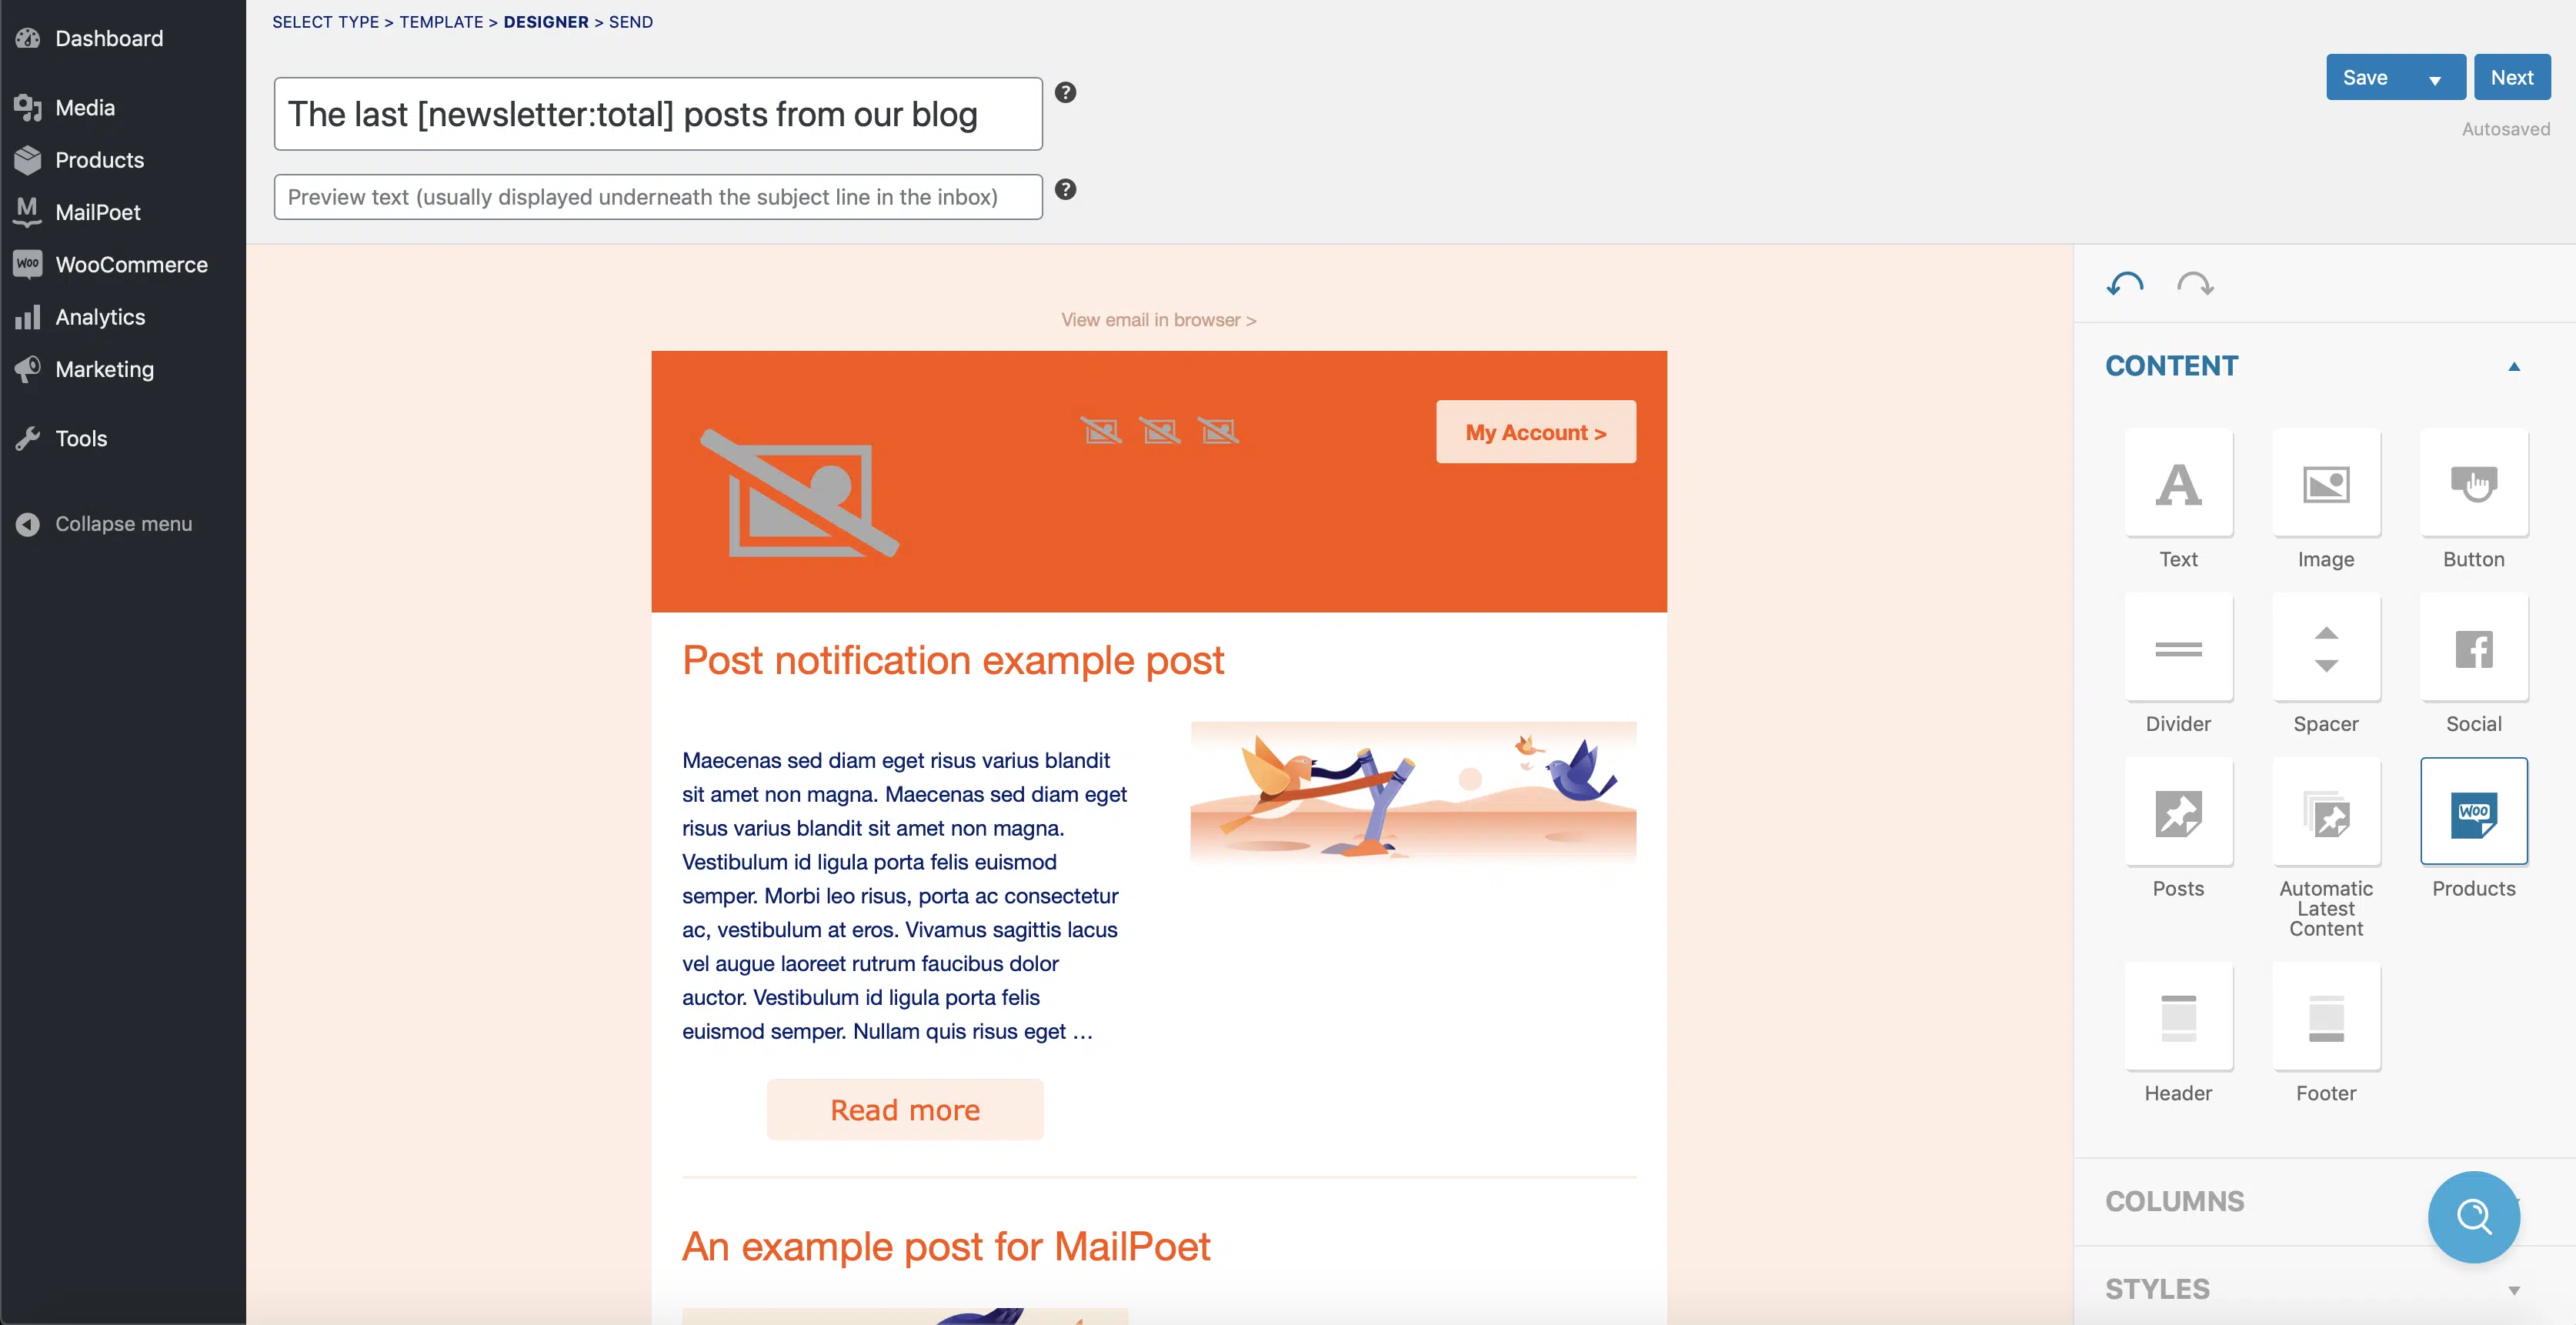 Dashboard
Media
Products
MailPoet
Woo
WooCommerce
Analytics
Marketing
Tools
Collapse menu
SELECT TYPE > TEMPLATE > DESIGNER > SEND
The last [newsletter:total] posts from our blog
?
Preview text (usually displayed underneath the subject line in the inbox)
?
Save
Next
Autosaved
View email in browser >
My Account >
Post notification example post
Maecenas sed diam eget risus varius blandit
sit amet non magna. Maecenas sed diam eget
risus varius blandit sit amet non magna.
Vestibulum id ligula porta felis euismod
semper. Morbi leo risus, porta ac consectetur
ac, vestibulum at eros. Vivamus sagittis lacus
vel augue laoreet rutrum faucibus dolor
auctor. Vestibulum id ligula porta felis
euismod semper. Nullam quis risus eget …
Read more
An example post for MailPoet
CONTENT
A
Text
Image
Button
Divider
Spacer
Social
Posts
Automatic
Latest
Content
Woo
Products
Header
Footer
COLUMNS
STYLES